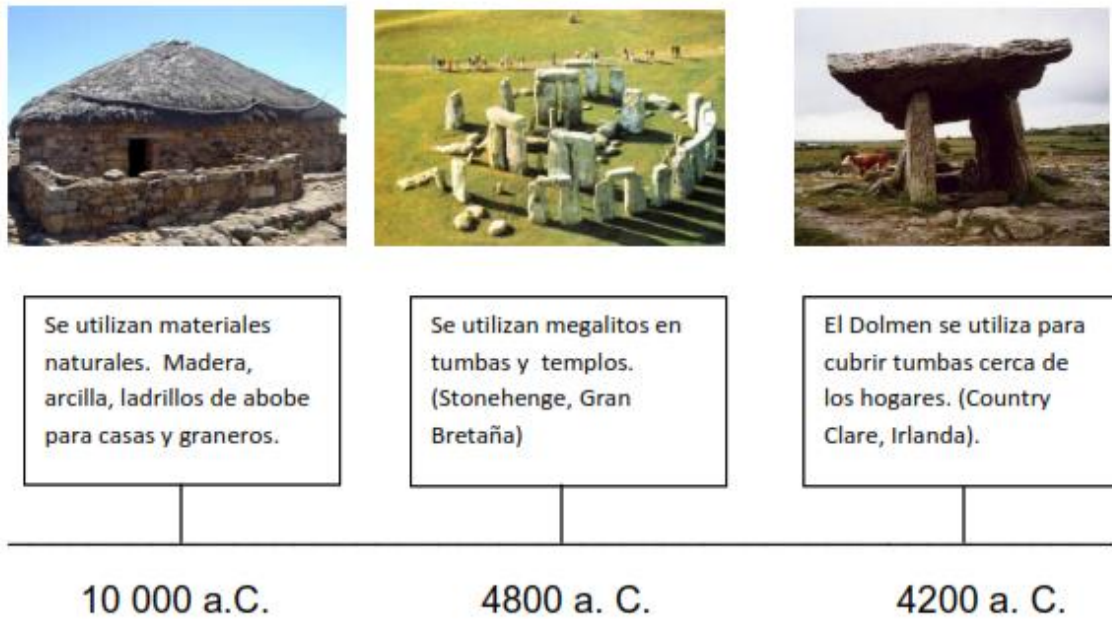 Se utilizan materiales
naturales. Madera,
arcilla, ladrillos de abobe
para casas y graneros.
Se utilizan megalitos en
tumbas y templos.
(Stonehenge, Gran
Bretaña)
El Dolmen se utiliza para
cubrir tumbas cerca de
los hogares. (Country
Clare, Irlanda).
10 000 a.C.
4800 a. C.
4200 a. C.